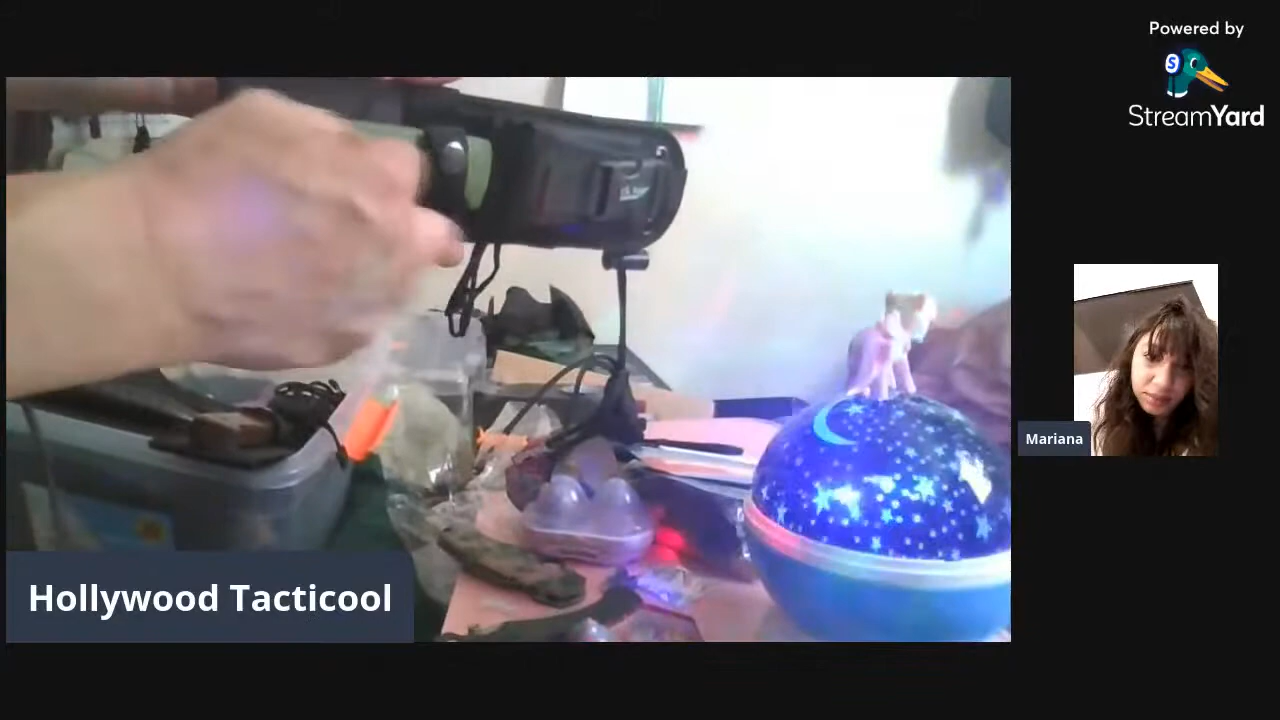 Powered by
S
StreamYard
Mariana
Hollywood Tacticool